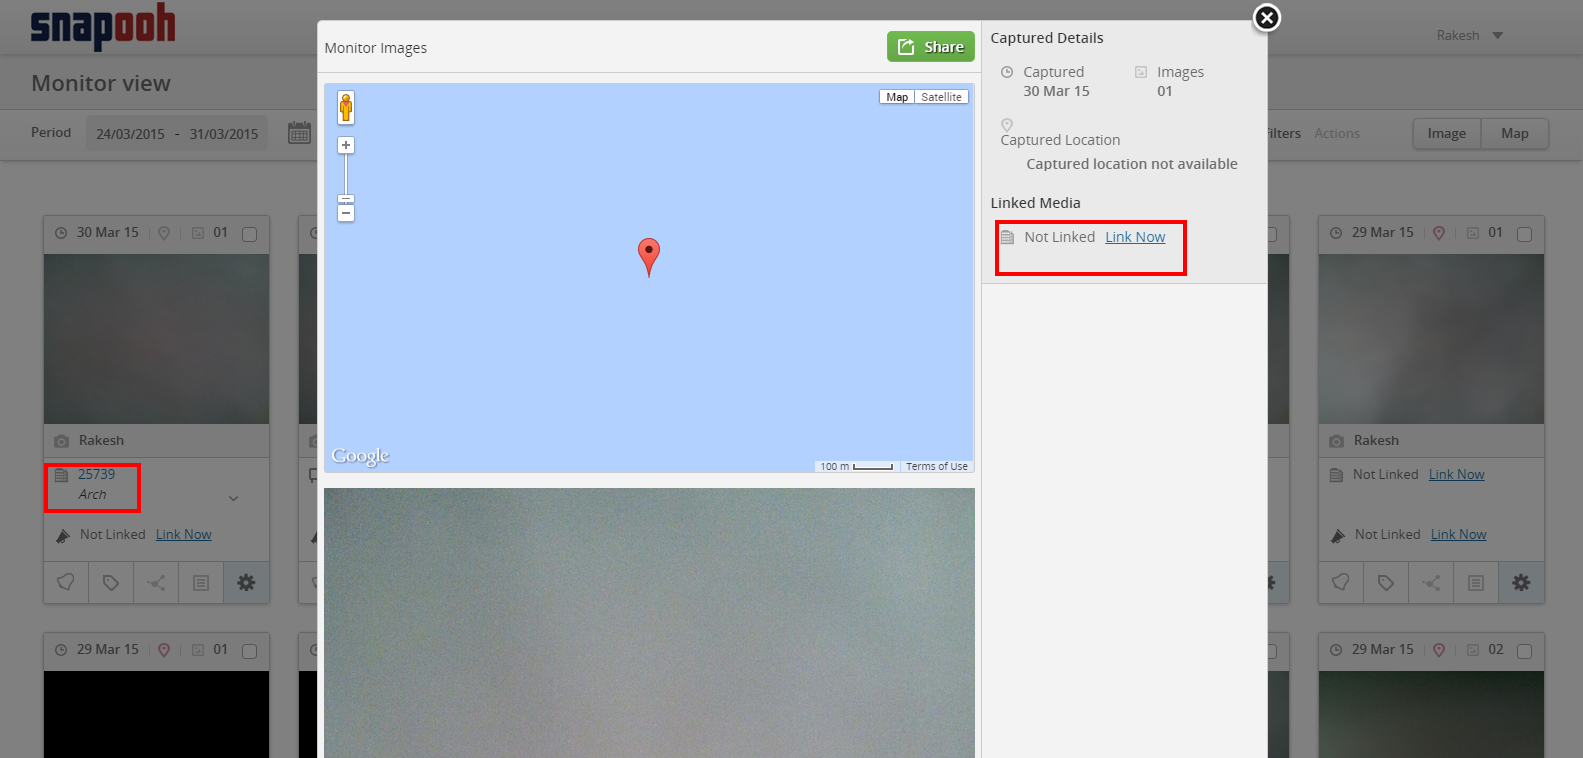 snapooh
Rakesh
Monitor view
Period 24/03/2015 - 31/03/2015
Filters Actions Image Map
30 Mar 15 01
Rakesh
25739
Arch
Not Linked Link Now
29 Mar 15 01
Monitor Images Share
Map Satellite
Google
100 m Terms of Use
Captured Details
Captured Images
30 Mar 15 01
Captured Location
Captured location not available
Linked Media
Not Linked Link Now
29 Mar 15 01
Rakesh
Not Linked Link Now
Not Linked Link Now
29 Mar 15 02